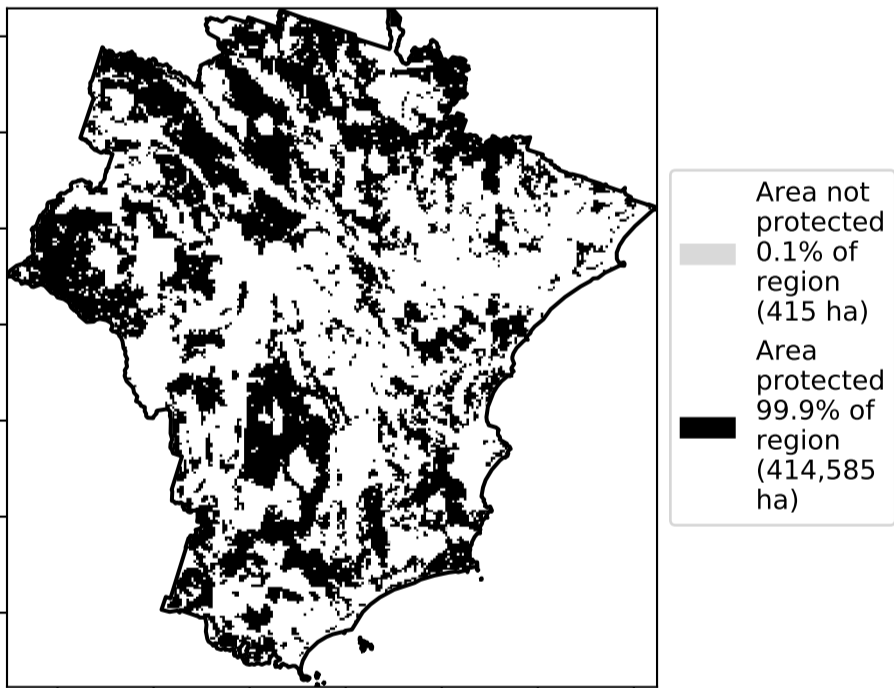 Area not
protected
0.1% of
region
(415 ha)
Area
protected
99.9% of
region
(414,585
ha)